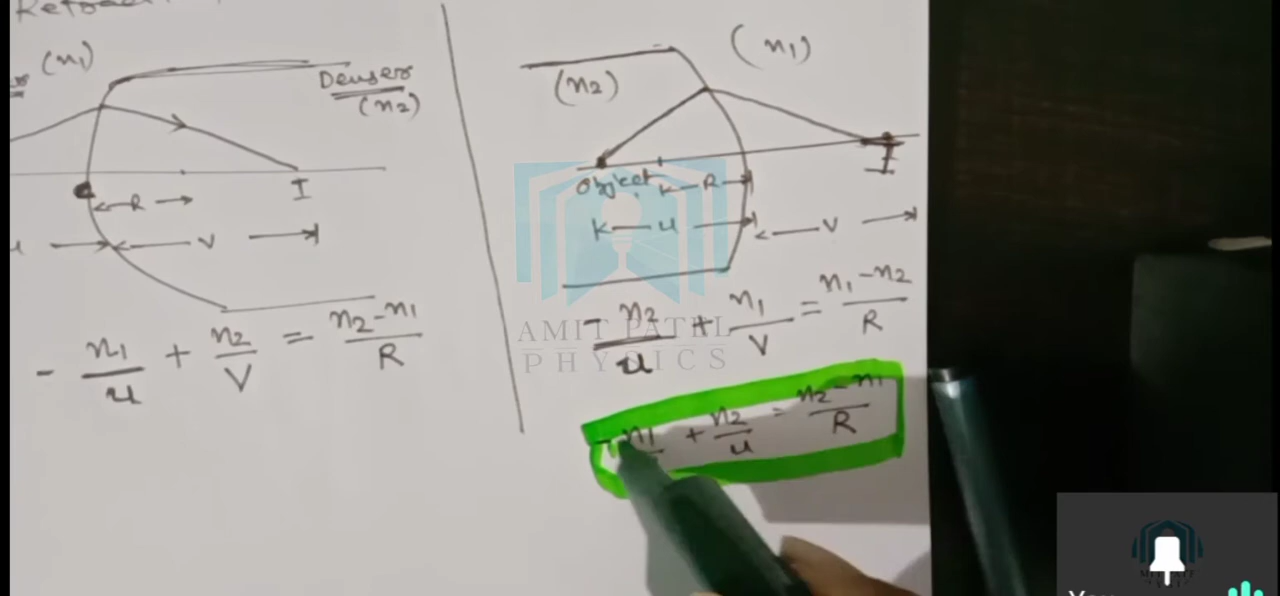 (n₁)
Denser
(n₂)
R
I
u
V
- n₁/u + n₂/V = n₂-n₁/R
(n₂)
(n₁)
Object
R
I
u
V
- n₂/u + n₁/V = n₁-n₂/R
AMIT PATEL
PHYSICS
- n₁ + n₂/u = n₂-n₁/R